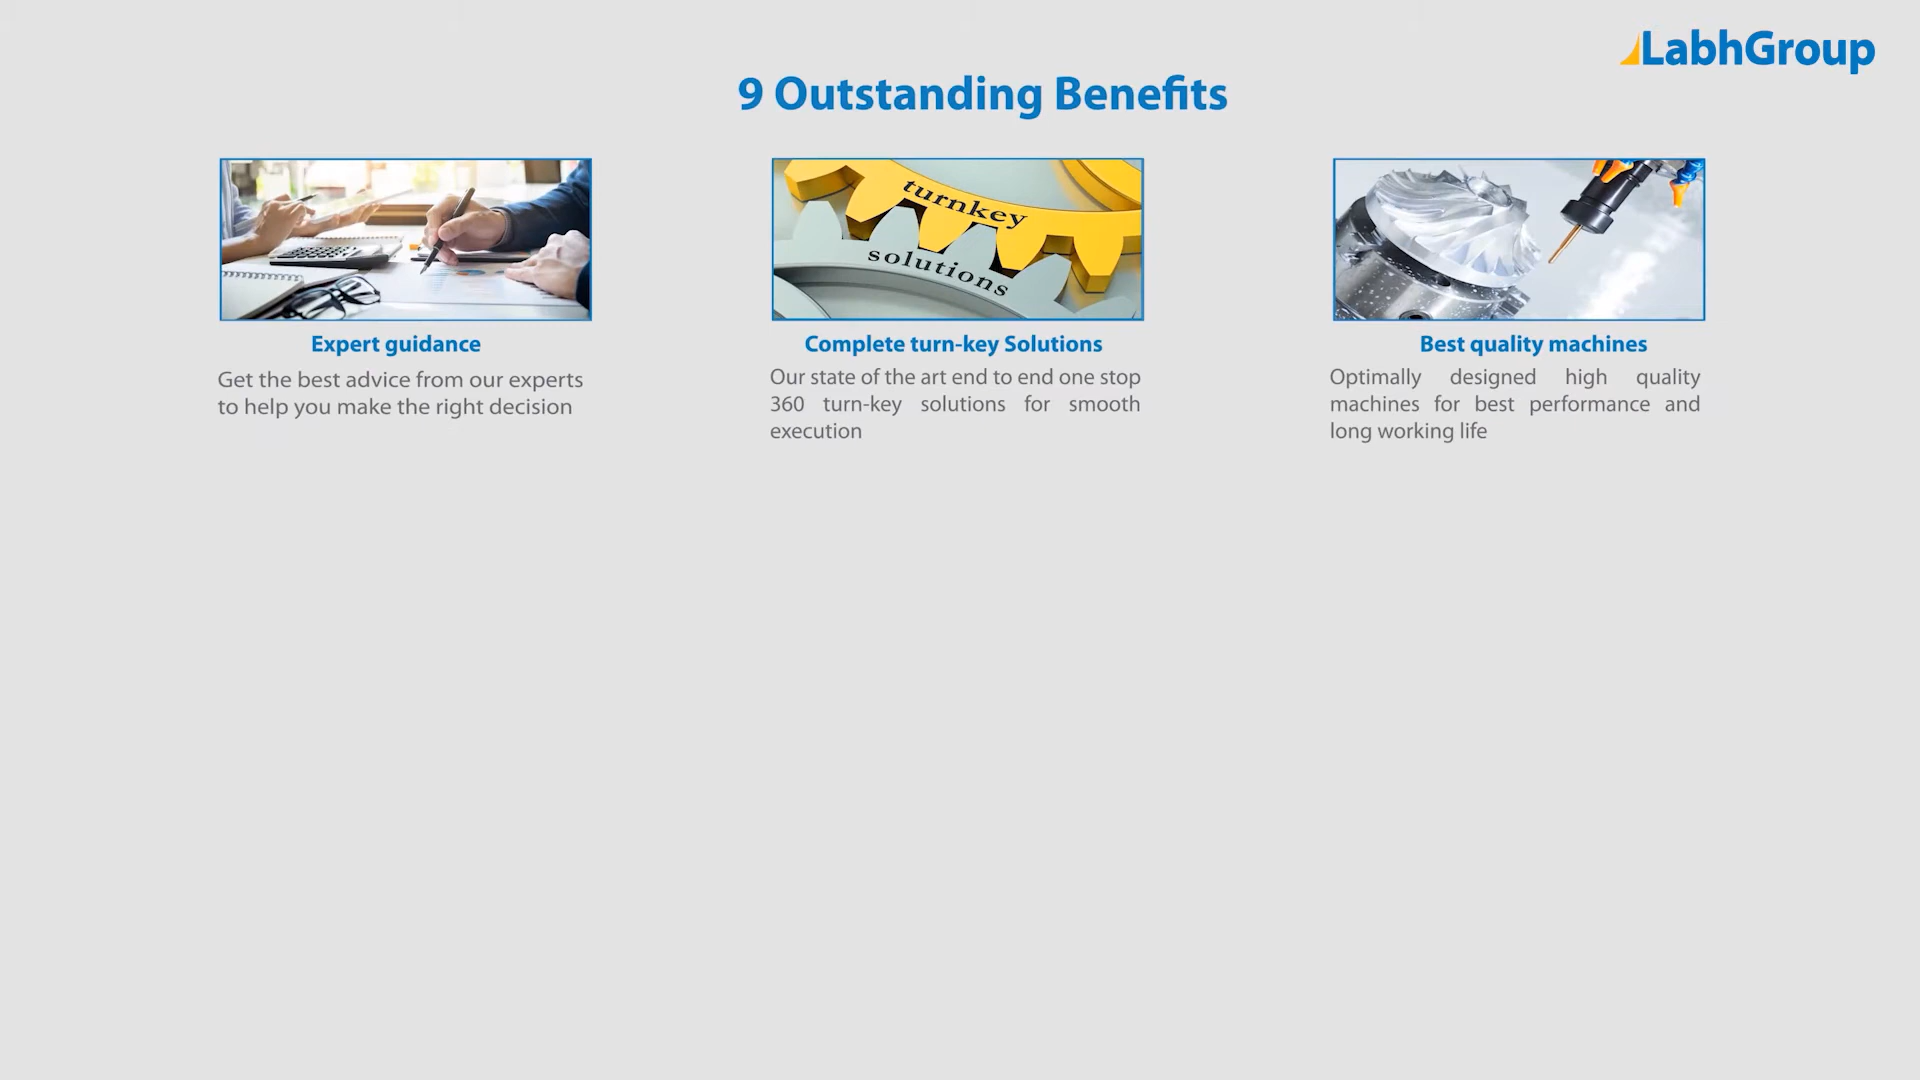 LabhGroup
9 Outstanding Benefits
turnkey
solutions
Expert guidance
Get the best advice from our experts
to help you make the right decision
Complete turn-key Solutions
Our state of the art end to end one stop
360 turn-key solutions for smooth
execution
Best quality machines
Optimally designed high quality
machines for best performance and
long working life